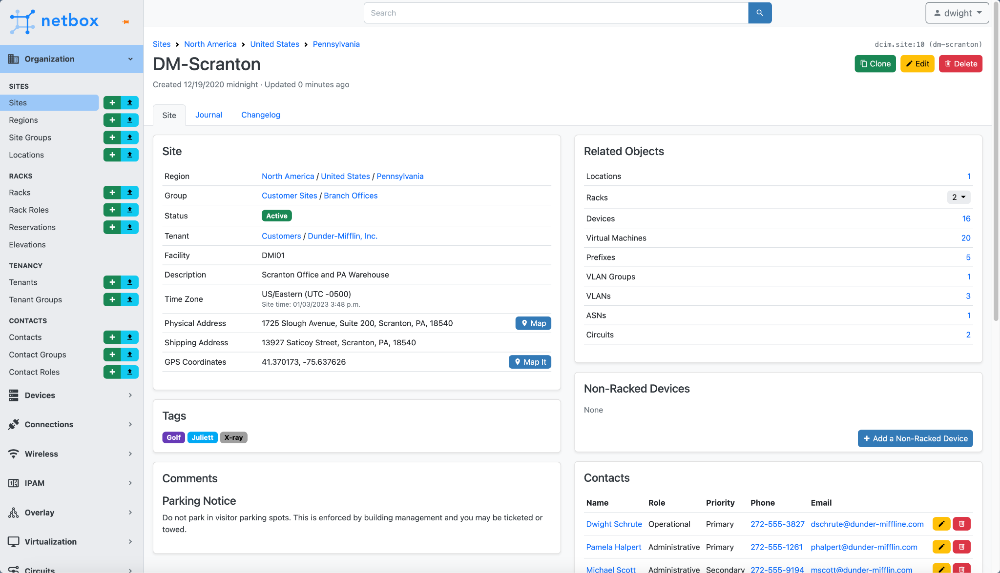 netbox
Search
dwight
Organization
SITES
Sites
Regions
Site Groups
Locations
RACKS
Racks
Rack Roles
Reservations
Elevations
TENANCY
Tenants
Tenant Groups
CONTACTS
Contacts
Contact Groups
Contact Roles
Devices
Connections
Wireless
IPAM
Overlay
Virtualization
Circuits
Sites > North America > United States > Pennsylvania
dcim.site:10 (dm-scranton)
DM-Scranton
Clone Edit Delete
Created 12/19/2020 midnight · Updated 0 minutes ago
Site Journal Changelog
Site
Region North America / United States / Pennsylvania
Group Customer Sites / Branch Offices
Status Active
Tenant Customers / Dunder-Mifflin, Inc.
Facility DMI01
Description Scranton Office and PA Warehouse
Time Zone US/Eastern (UTC -0500)
Site time: 01/03/2023 3:48 p.m.
Physical Address 1725 Slough Avenue, Suite 200, Scranton, PA, 18540 Map
Shipping Address 13927 Saticoy Street, Scranton, PA, 18540
GPS Coordinates 41.370173, -75.637626 Map It
Tags
Golf Juliett X-ray
Comments
Parking Notice
Do not park in visitor parking spots. This is enforced by building management and you may be ticketed or
towed.
Related Objects
Locations 1
Racks 2
Devices 16
Virtual Machines 20
Prefixes 5
VLAN Groups 1
VLANs 3
ASNs 1
Circuits 2
Non-Racked Devices
None
+ Add a Non-Racked Device
Contacts
Name Role Priority Phone Email
Dwight Schrute Operational Primary 272-555-3827 dschrute@dunder-miffline.com
Pamela Halpert Administrative Primary 272-555-1261 phalpert@dunder-mifflin.com
Michael Scott Administrative Secondary 272-555-9194 mscott@dunder-mifflin.com